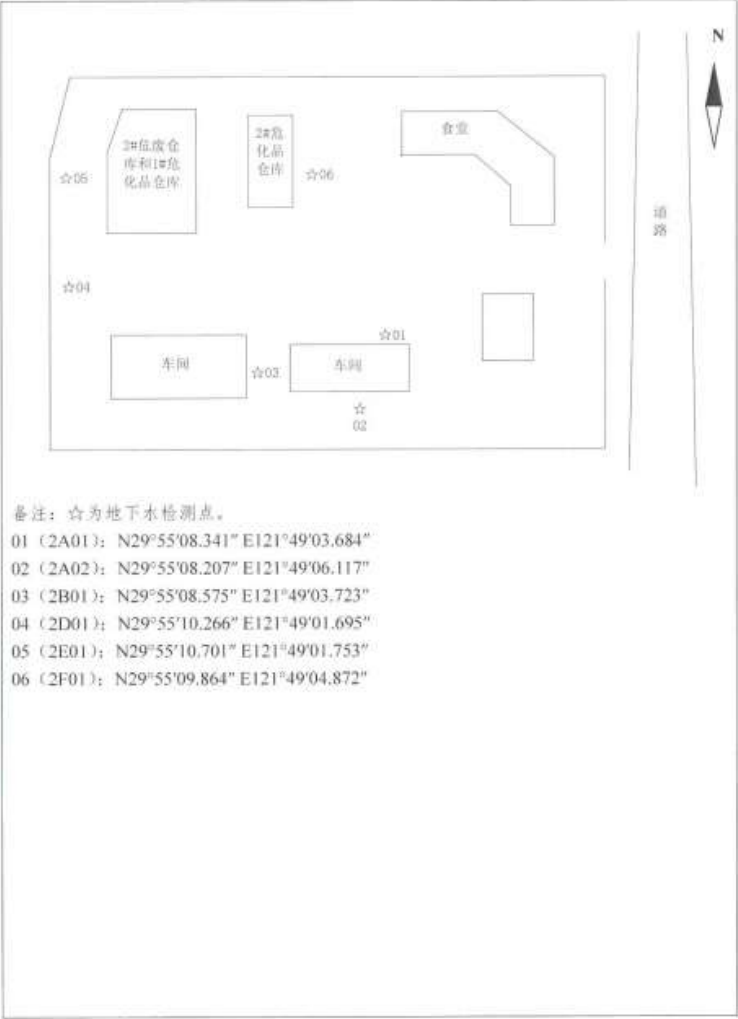 N
食堂
2#危
化品
仓库
2#危废仓
库和1#危
化品仓库
☆05
☆06
道
路
☆04
☆01
车间
☆03
车间
☆
02
备注：☆为地下水检测点。
01（2A01）：N29°55′08.341″ E121°49′03.684″
02（2A02）：N29°55′08.207″ E121°49′06.117″
03（2B01）：N29°55′08.575″ E121°49′03.723″
04（2D01）：N29°55′10.266″ E121°49′01.695″
05（2E01）：N29°55′10.701″ E121°49′01.753″
06（2F01）：N29°55′09.864″ E121°49′04.872″